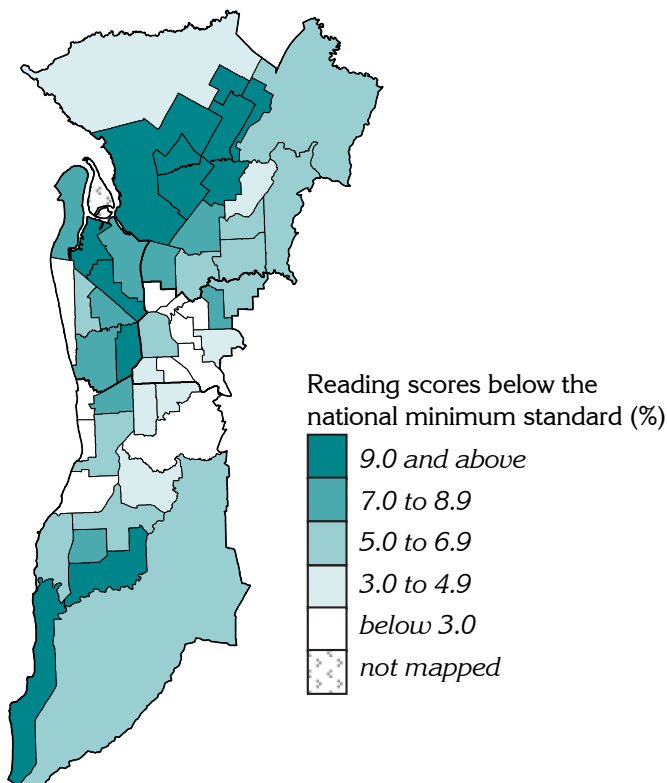 Reading scores below the
national minimum standard (%)
9.0 and above
7.0 to 8.9
5.0 to 6.9
3.0 to 4.9
below 3.0
not mapped